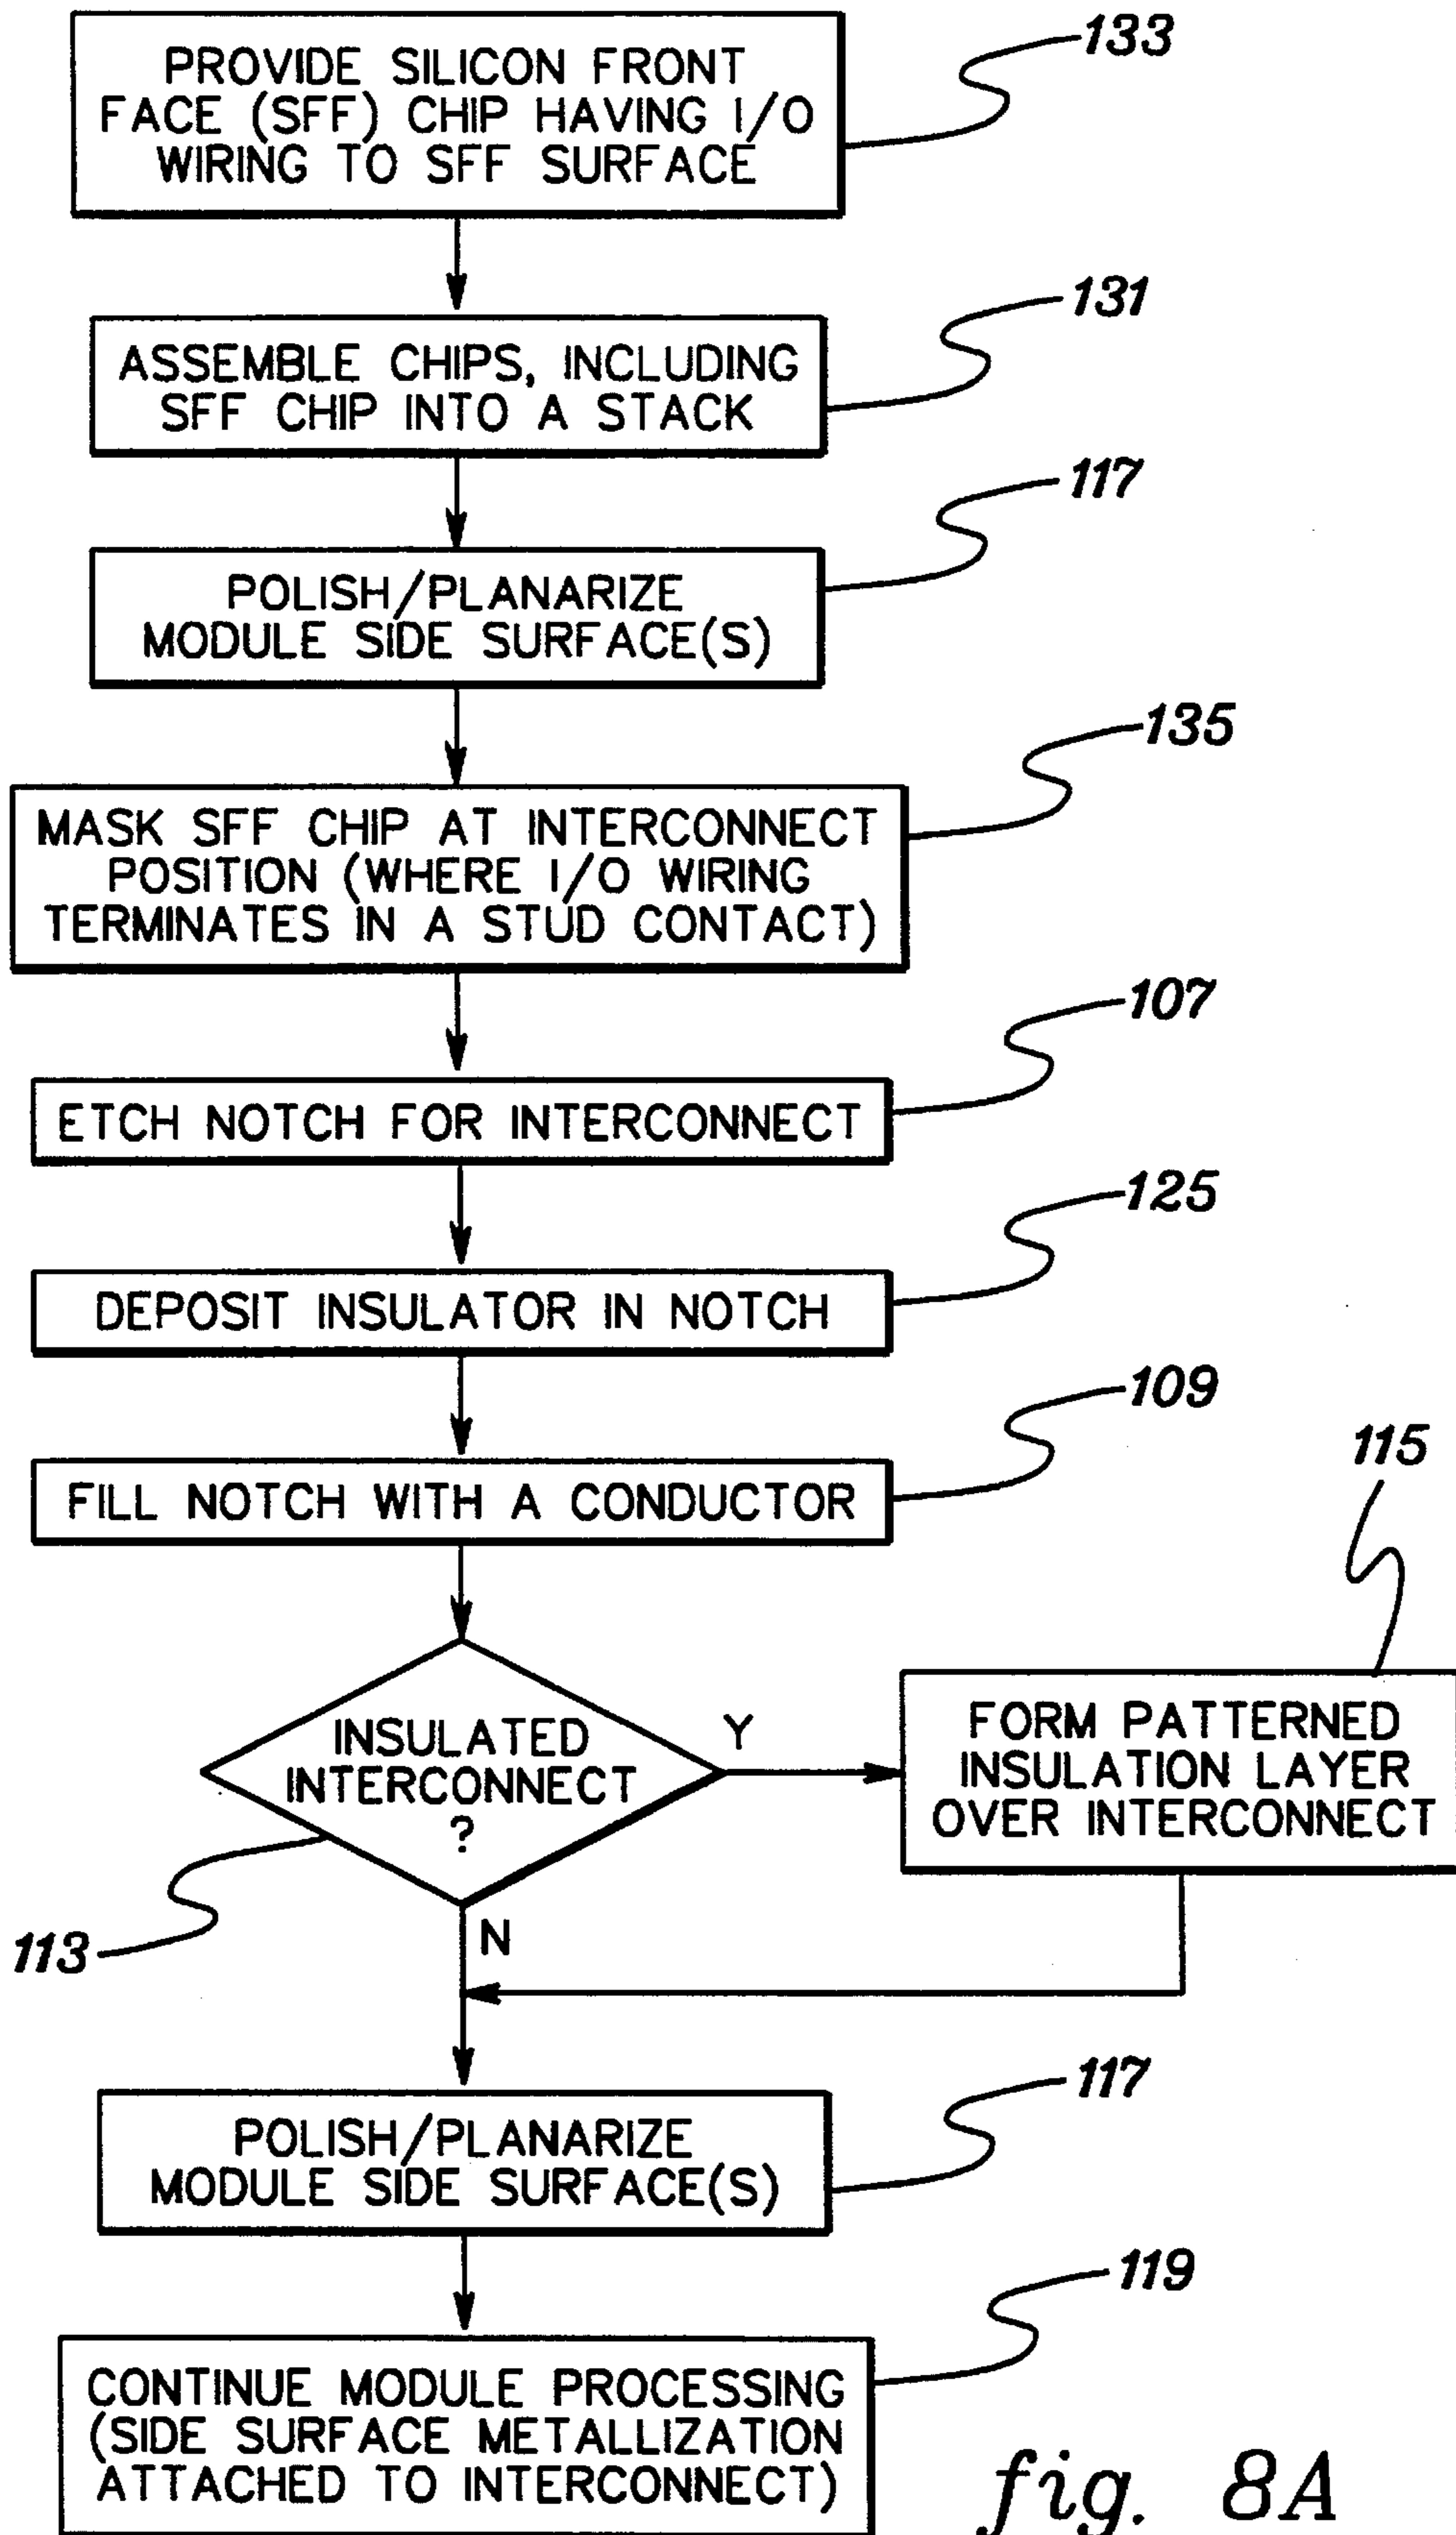 133
PROVIDE SILICON FRONT
FACE (SFF) CHIP HAVING I/O
WIRING TO SFF SURFACE
131
ASSEMBLE CHIPS, INCLUDING
SFF CHIP INTO A STACK
117
POLISH/PLANARIZE
MODULE SIDE SURFACE(S)
135
MASK SFF CHIP AT INTERCONNECT
POSITION (WHERE I/O WIRING
TERMINATES IN A STUD CONTACT)
107
ETCH NOTCH FOR INTERCONNECT
125
DEPOSIT INSULATOR IN NOTCH
109
FILL NOTCH WITH A CONDUCTOR
115
INSULATED
INTERCONNECT
?
Y
FORM PATTERNED
INSULATION LAYER
OVER INTERCONNECT
113
N
117
POLISH/PLANARIZE
MODULE SIDE SURFACE(S)
119
CONTINUE MODULE PROCESSING
(SIDE SURFACE METALLIZATION
ATTACHED TO INTERCONNECT)
fig. 8A